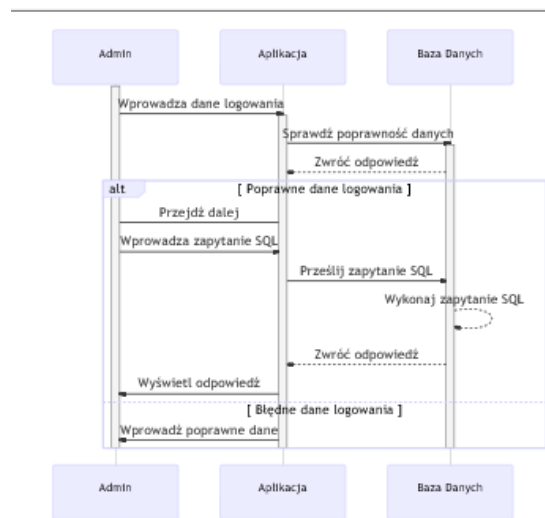 Admin
Aplikacja
Baza Danych
Wprowadza dane logowania
Sprawdź poprawność danych
Zwróć odpowiedź
alt
[ Poprawne dane logowania ]
Przejdź dalej
Wprowadza zapytanie SQL
Prześlij zapytanie SQL
Wykonaj zapytanie SQL
Zwróć odpowiedź
Wyświetl odpowiedź
[ Błędne dane logowania ]
Wprowadź poprawne dane
Admin
Aplikacja
Baza Danych